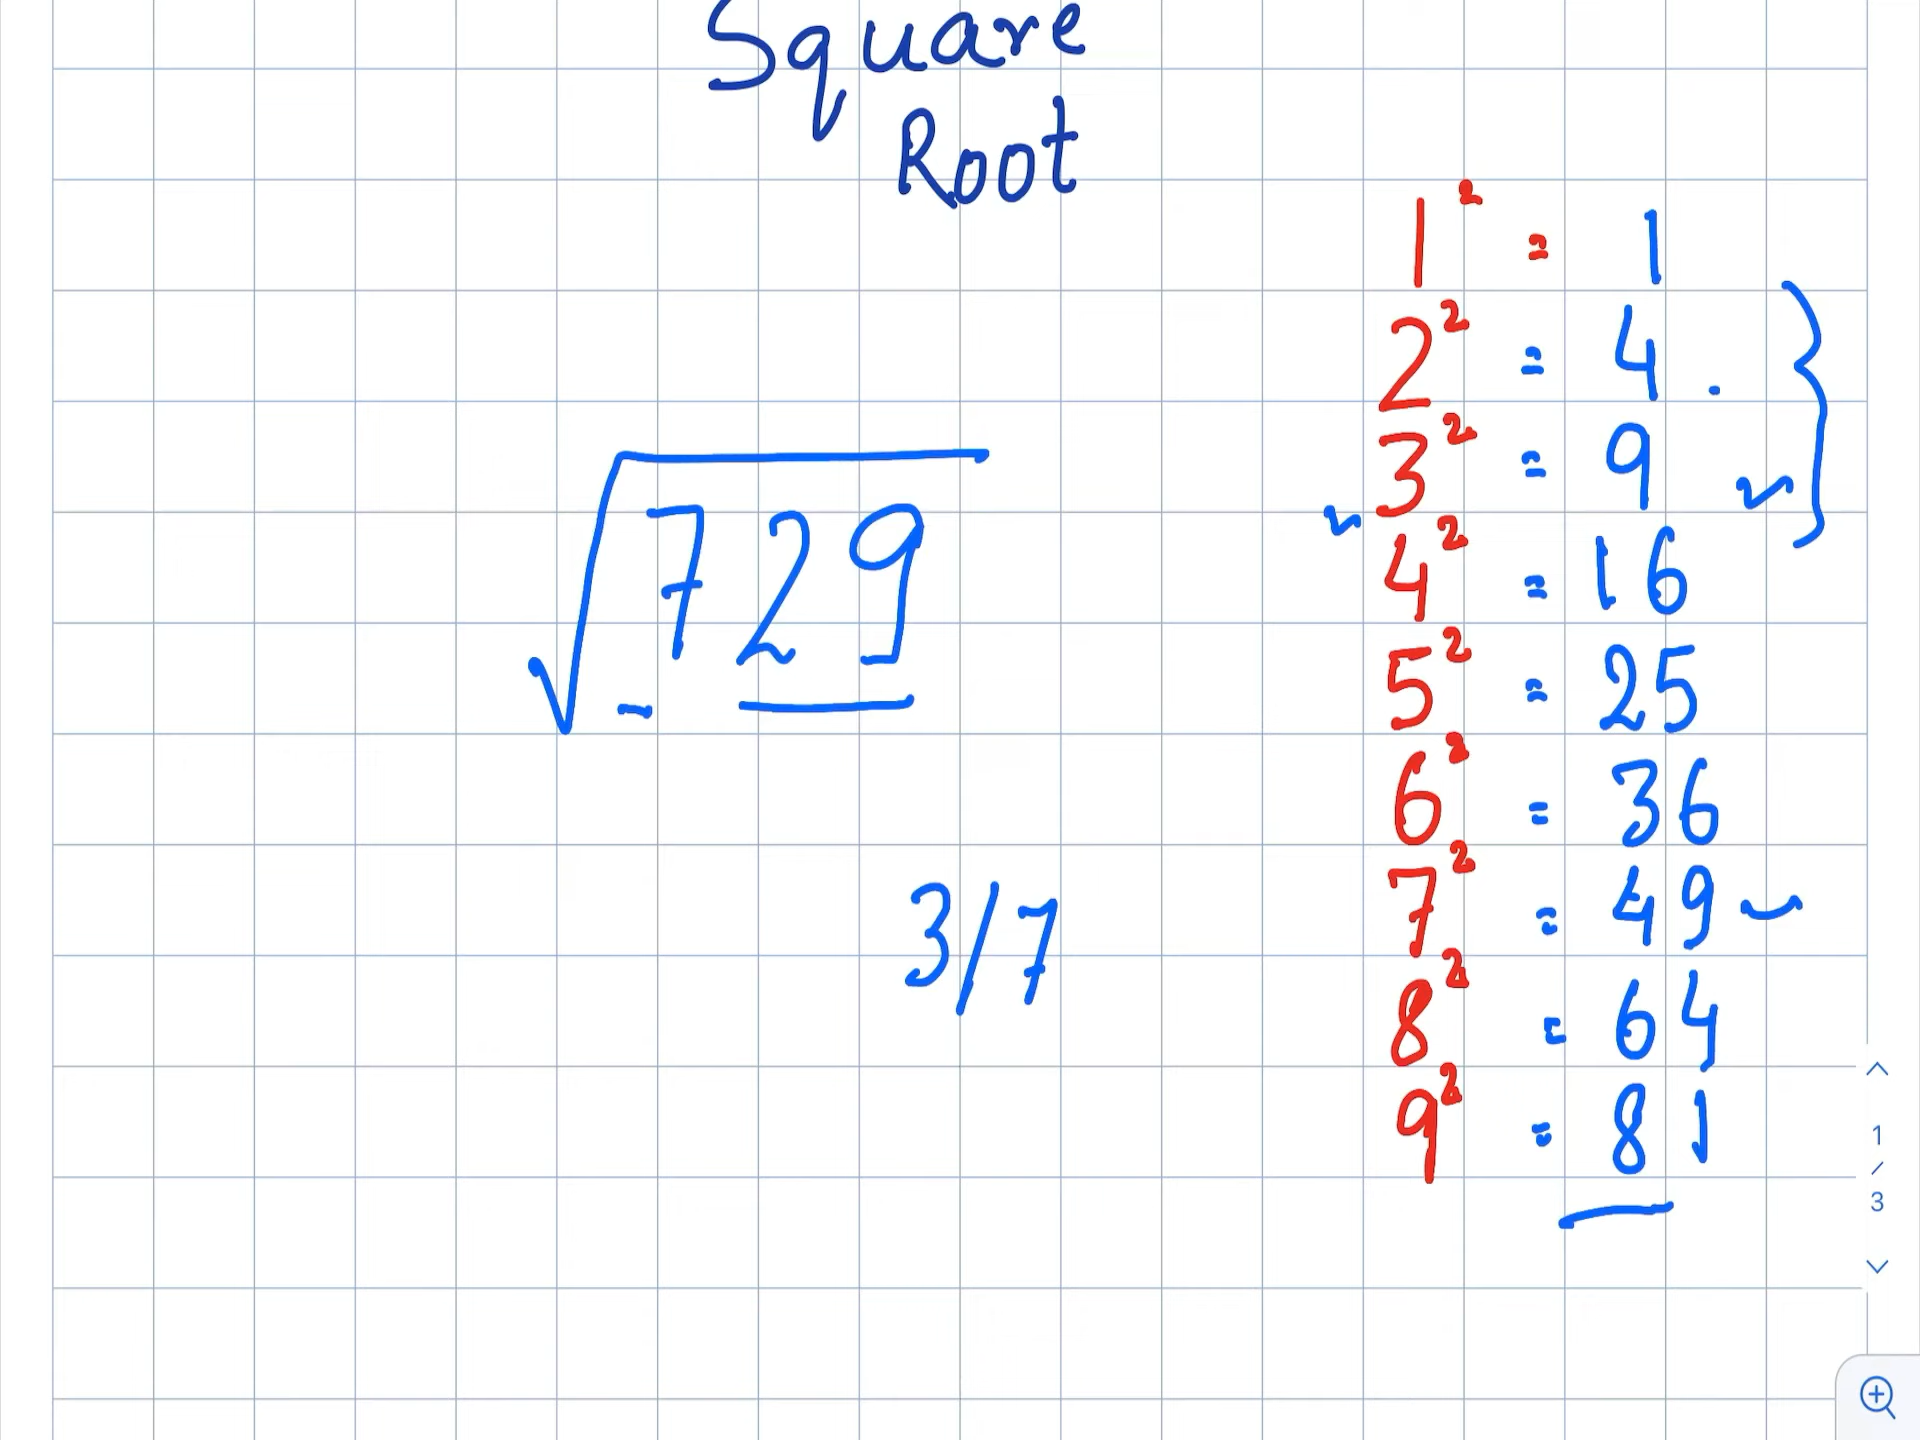 Square
Root
1² = 1
2² = 4 .
3² = 9
4² = 16
5² = 25
6² = 36
7² = 49
8² = 64
9² = 81
√729
3/7
1
/
3